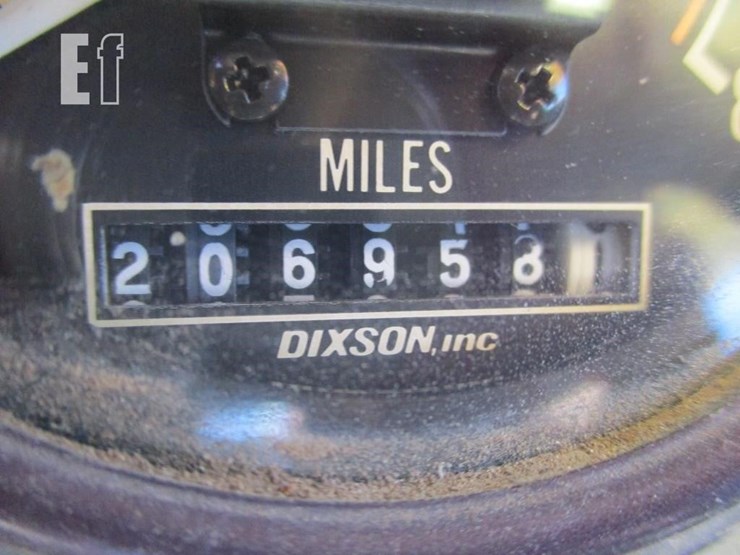 Ef
MILES
206958
DIXSON, inc